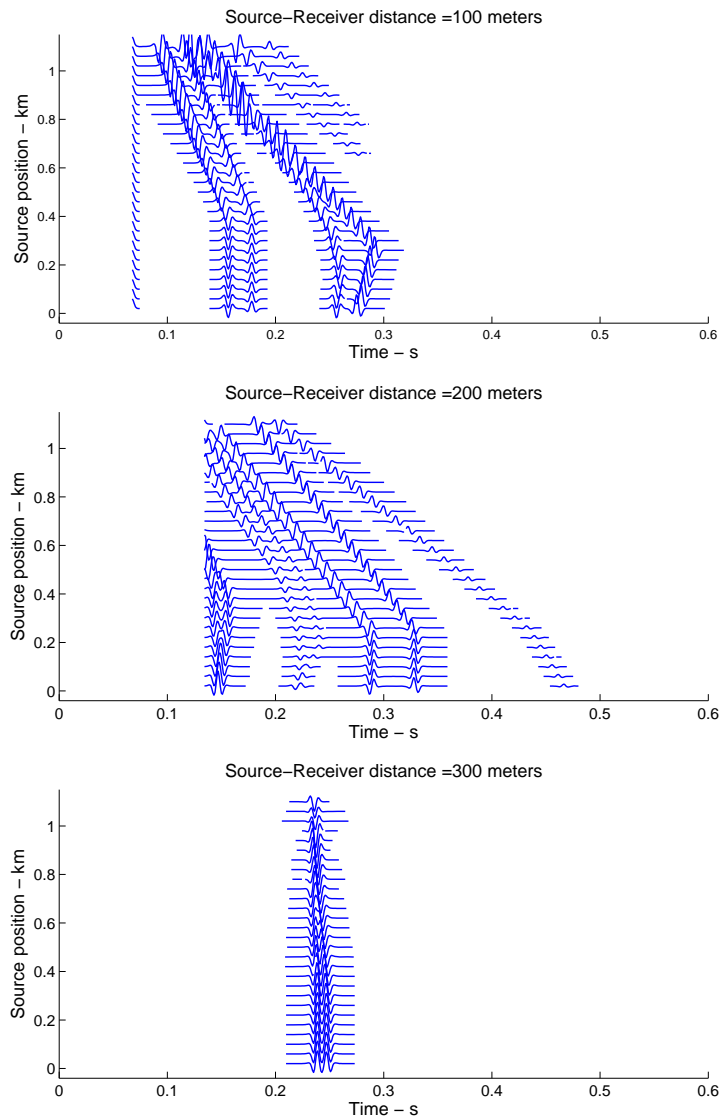 Source−Receiver distance =100 meters
1
0.8
0.6
0.4
0.2
0
Source position − km
0 0.1 0.2 0.3 0.4 0.5 0.6
Time − s
Source−Receiver distance =200 meters
1
0.8
0.6
0.4
0.2
0
Source position − km
0 0.1 0.2 0.3 0.4 0.5 0.6
Time − s
Source−Receiver distance =300 meters
1
0.8
0.6
0.4
0.2
0
Source position − km
0 0.1 0.2 0.3 0.4 0.5 0.6
Time − s